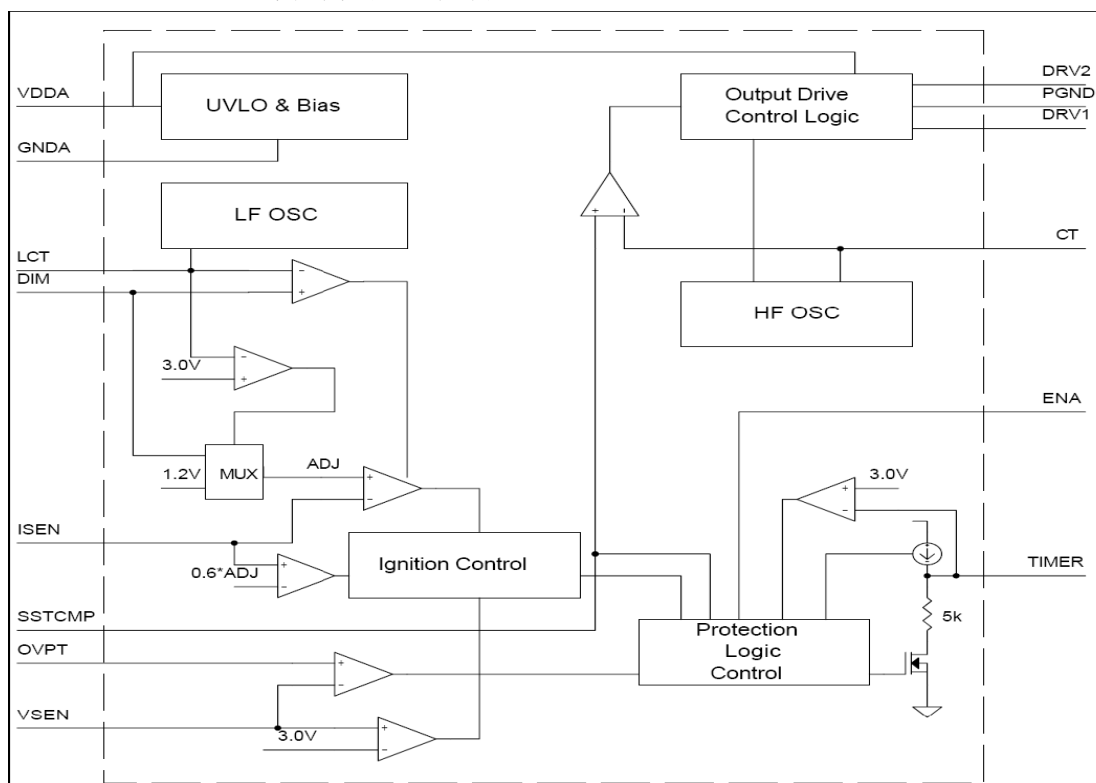 VDDA
GNDA
UVLO & Bias
Output Drive
Control Logic
DRV2
PGND
DRV1
LF OSC
LCT
DIM
-
+
+
-
CT
HF OSC
3.0V
-
+
ENA
1.2V
MUX
ADJ
+
-
3.0V
+
-
ISEN
0.6*ADJ
+
-
Ignition Control
TIMER
SSTCMP
5k
Protection
Logic
Control
OVPT
+
-
VSEN
3.0V
+
-